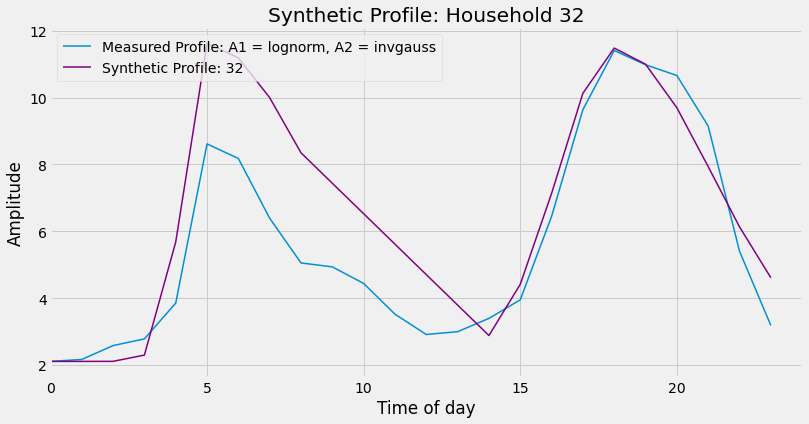 Synthetic Profile: Household 32
Measured Profile: A1 = lognorm, A2 = invgauss
Synthetic Profile: 32
Amplitude
12
10
8
6
4
2
0 5 10 15 20
Time of day